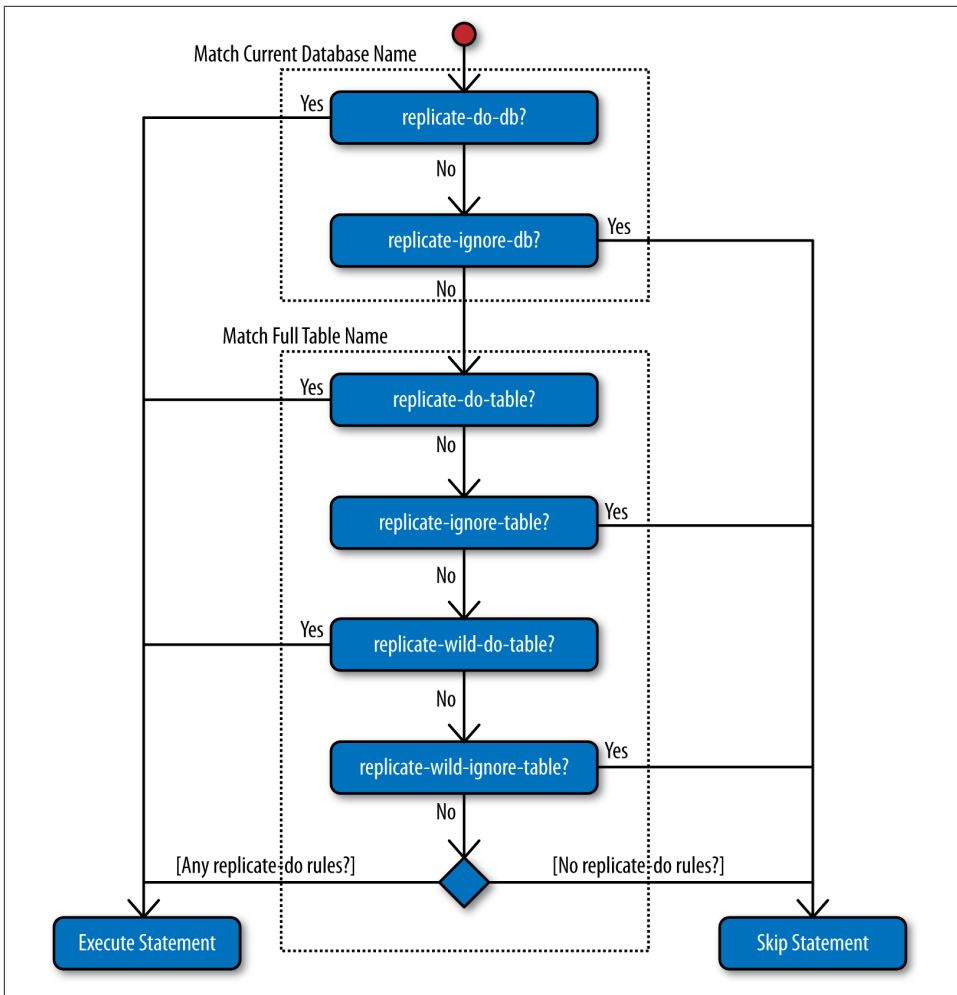 Match Current Database Name
Yes
replicate-do-db?
No
replicate-ignore-db?
Yes
No
Match Full Table Name
Yes
replicate-do-table?
No
replicate-ignore-table?
Yes
No
Yes
replicate-wild-do-table?
No
replicate-wild-ignore-table?
Yes
No
[Any replicate-do rules?]
[No replicate-do rules?]
Execute Statement
Skip Statement